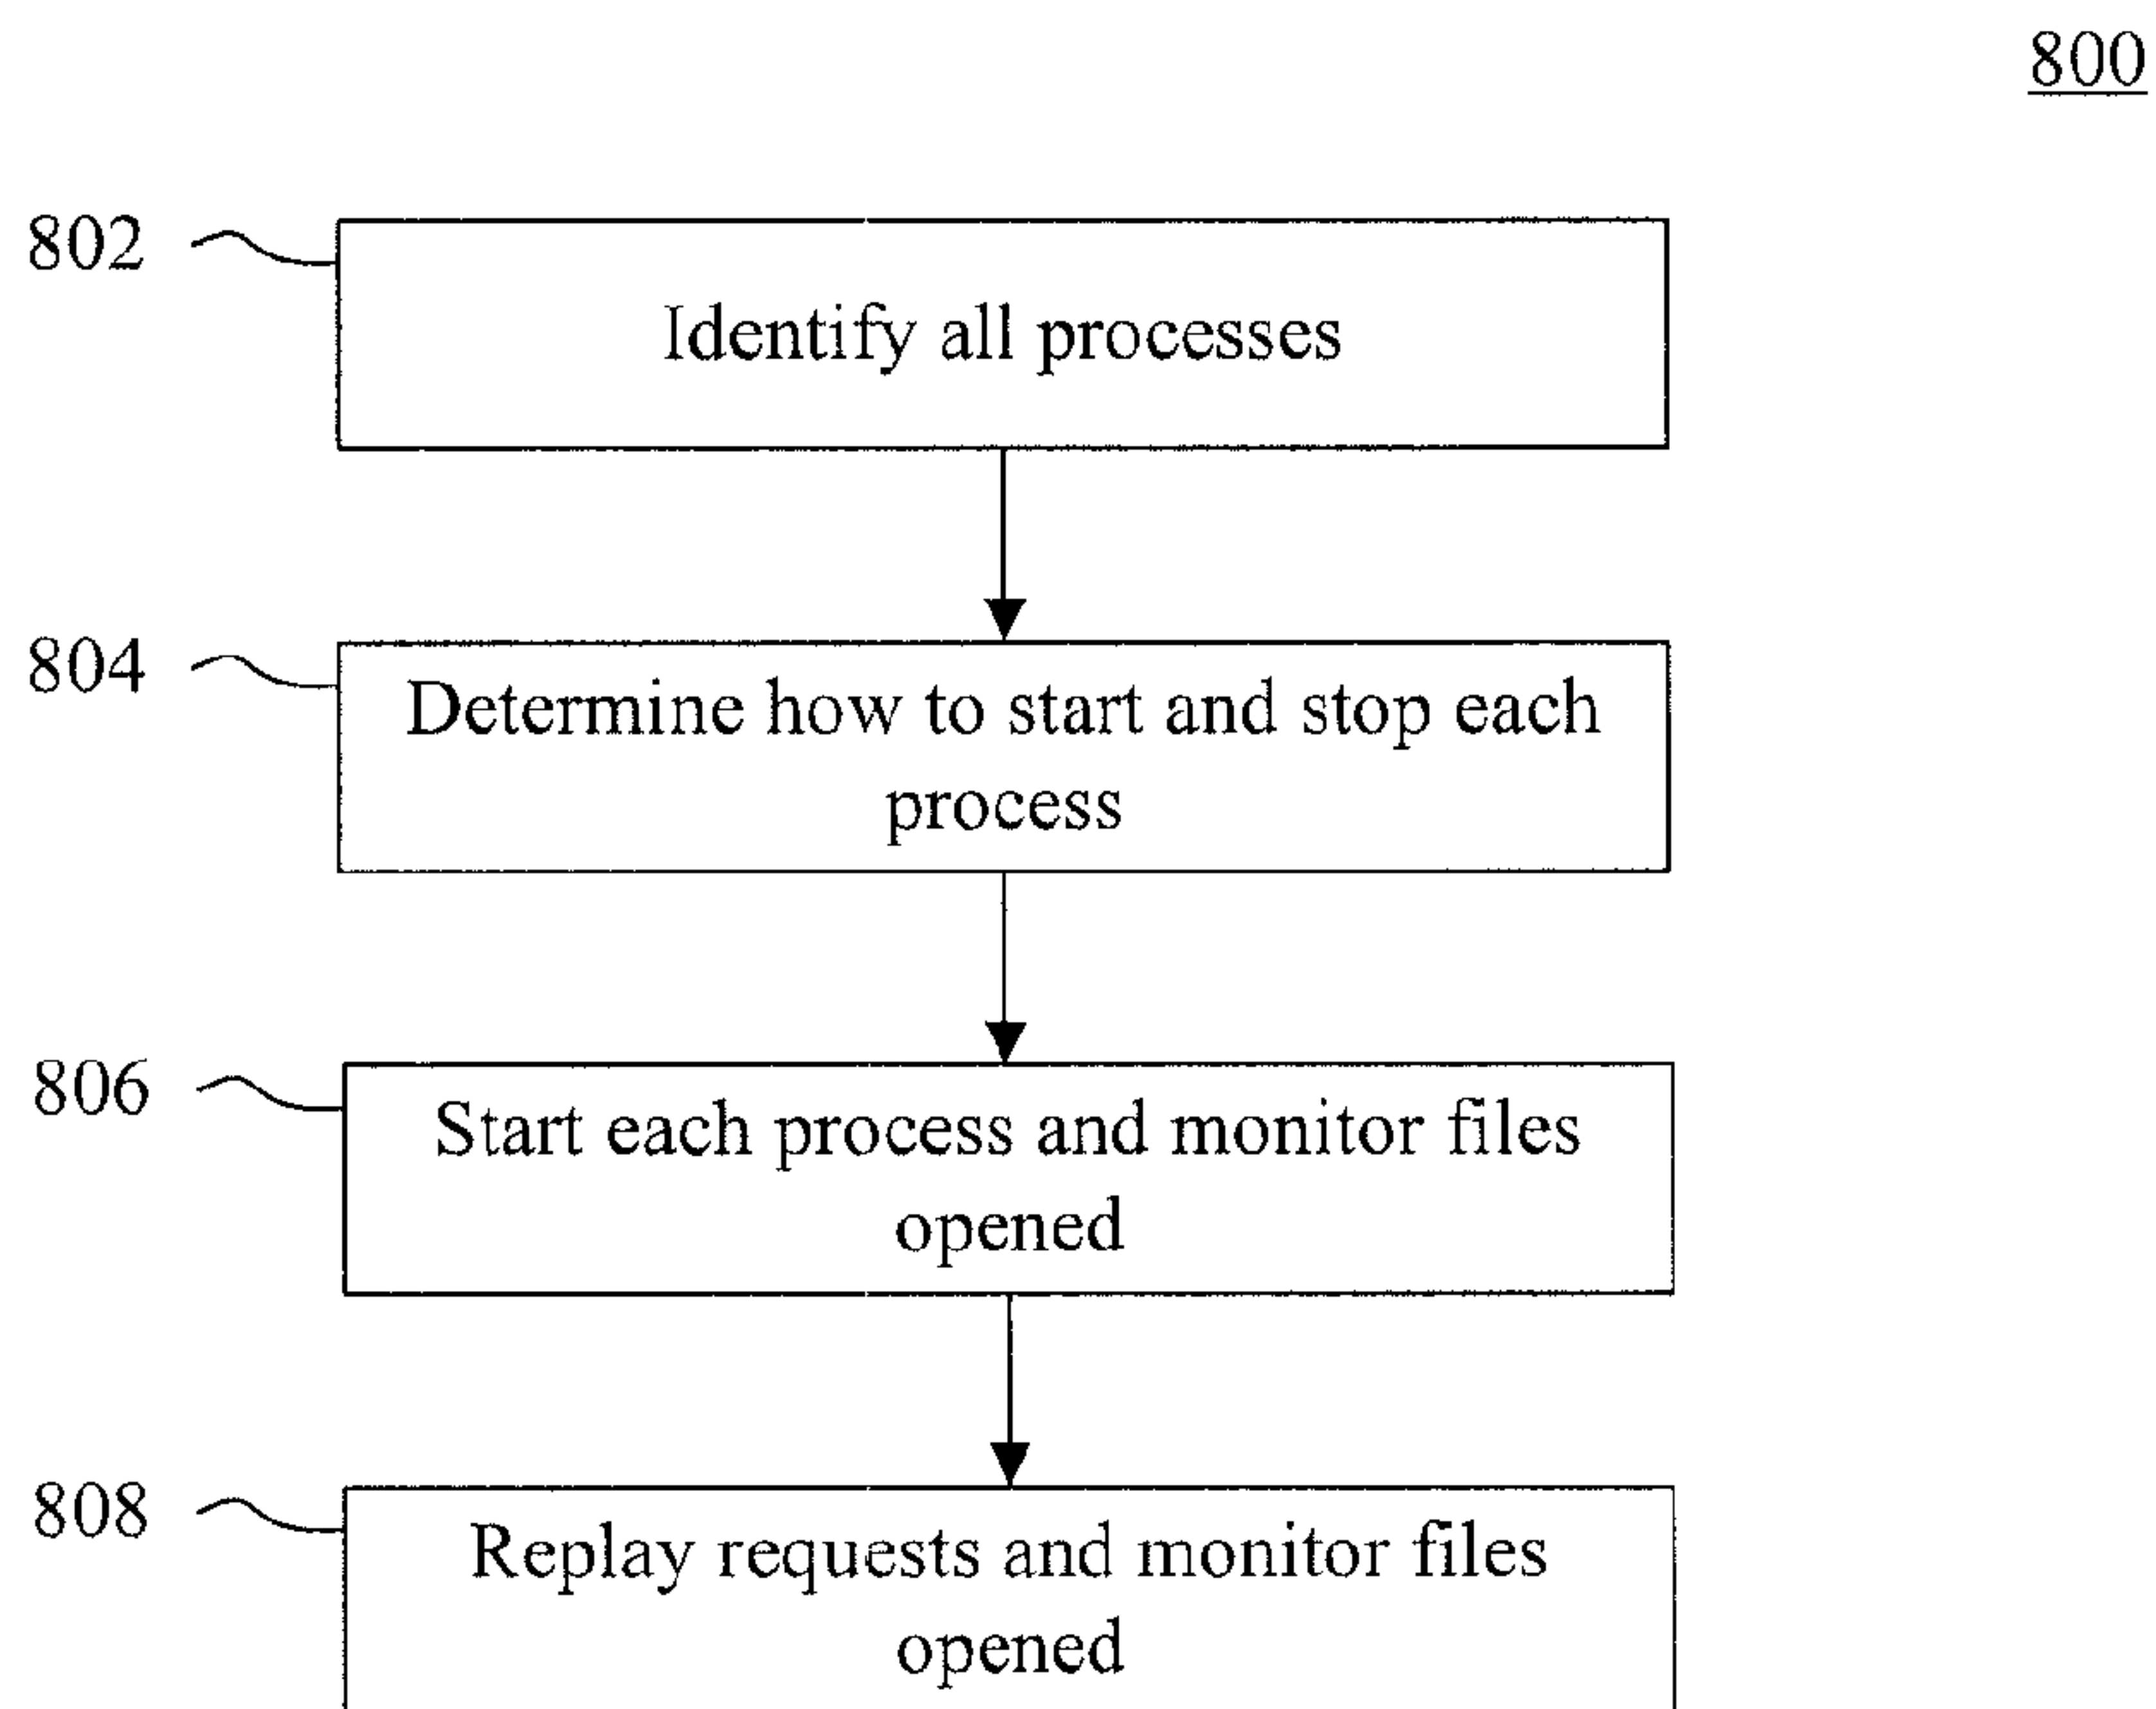 800
802
Identify all processes
804
Determine how to start and stop each
process
806
Start each process and monitor files
opened
808
Replay requests and monitor files
opened